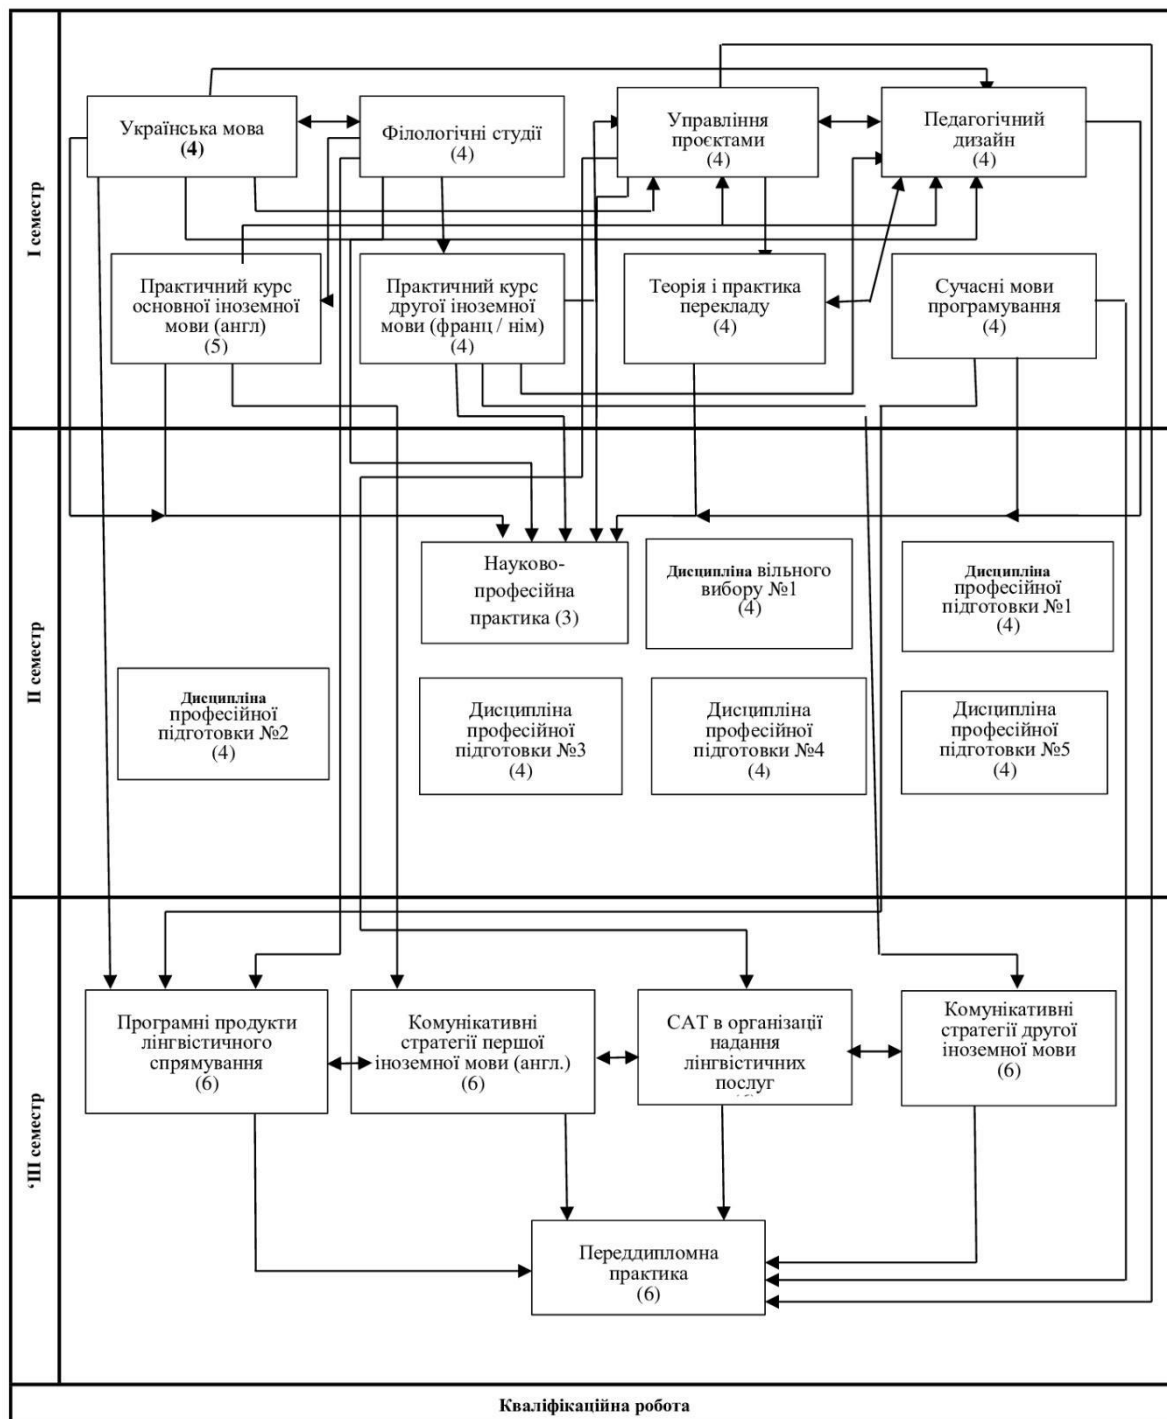 I семестр
Українська мова
(4)
Філологічні студії
(4)
Управління
проєктами
(4)
Педагогічний
дизайн
(4)
Практичний курс
основної іноземної
мови (англ)
(5)
Практичний курс
другої іноземної
мови (франц / нім)
(4)
Теорія і практика
перекладу
(4)
Сучасні мови
програмування
(4)
II семестр
Науково-
професійна
практика (3)
Дисципліна вільного
вибору №1
(4)
Дисципліна
професійної
підготовки №1
(4)
Дисципліна
професійної
підготовки №2
(4)
Дисципліна
професійної
підготовки №3
(4)
Дисципліна
професійної
підготовки №4
(4)
Дисципліна
професійної
підготовки №5
(4)
III семестр
Програмні продукти
лінгвістичного
спрямування
(6)
Комунікативні
стратегії першої
іноземної мови (англ.)
(6)
САТ в організації
надання
лінгвістичних
послуг
Комунікативні
стратегії другої
іноземної мови
(6)
Переддипломна
практика
(6)
Кваліфікаційна робота